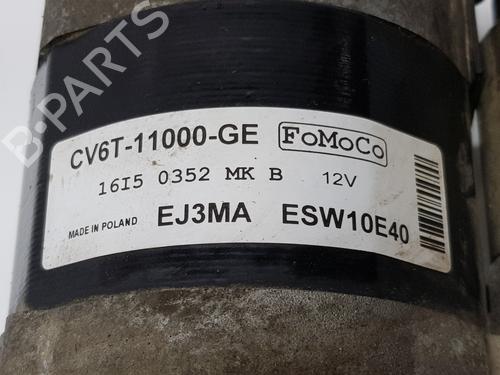 B-PARTS
CV6T-11000-GE FoMoCo
16I5 0352 MK B 12V
MADE IN POLAND EJ3MA ESW10E40